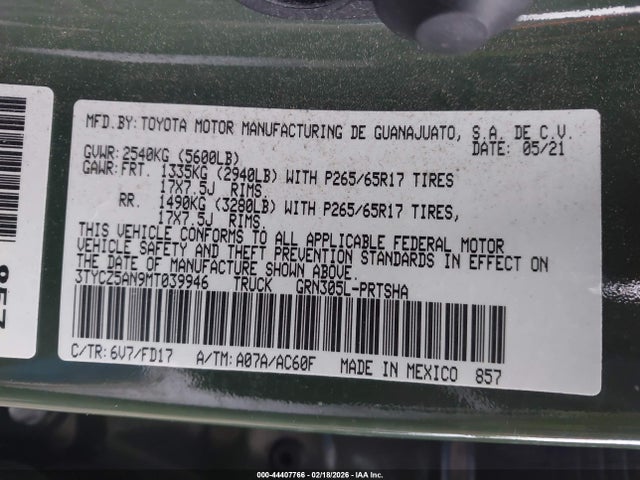 MFD.BY:TOYOTA MOTOR MANUFACTURING DE GUANAJUATO, S.A. DE C.V.
DATE: 05/21
GVWR:2540KG (5600LB)
GAWR:FRT. 1335KG (2940LB) WITH P265/65R17 TIRES
17X7.5J RIMS.
RR. 1490KG (3280LB) WITH P265/65R17 TIRES,
17X7.5J RIMS.
THIS VEHICLE CONFORMS TO ALL APPLICABLE FEDERAL MOTOR
VEHICLE SAFETY AND THEFT PREVENTION STANDARDS IN EFFECT ON
THE DATE OF MANUFACTURE SHOWN ABOVE.
3TYCZ5AN9MT039946 TRUCK GRN305L-PRTSHA
C/TR: 6V7/FD17 A/TM: A07A/AC60F MADE IN MEXICO 857
000-44407766 - 02/18/2026 - IAA Inc.